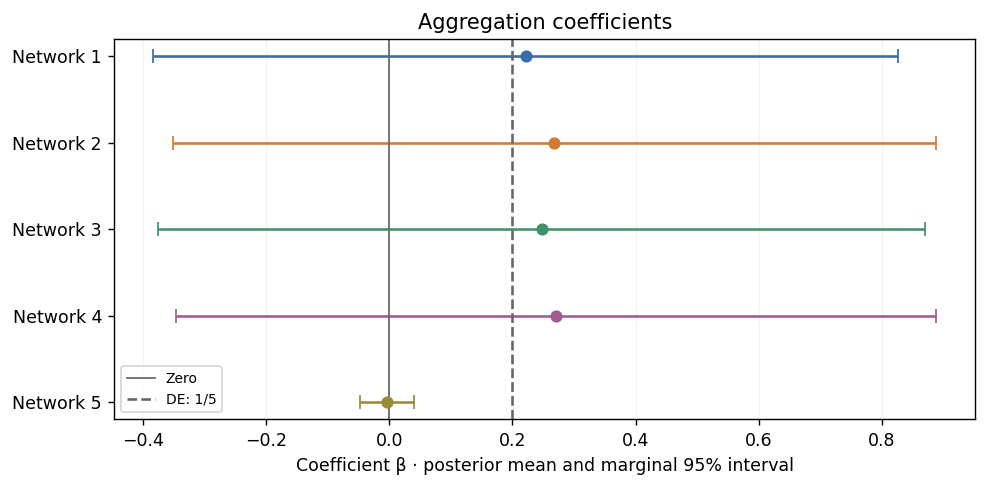 Aggregation coefficients
Network 1
Network 2
Network 3
Network 4
Network 5
Zero
DE: 1/5
−0.4 −0.2 0.0 0.2 0.4 0.6 0.8
Coefficient β · posterior mean and marginal 95% interval